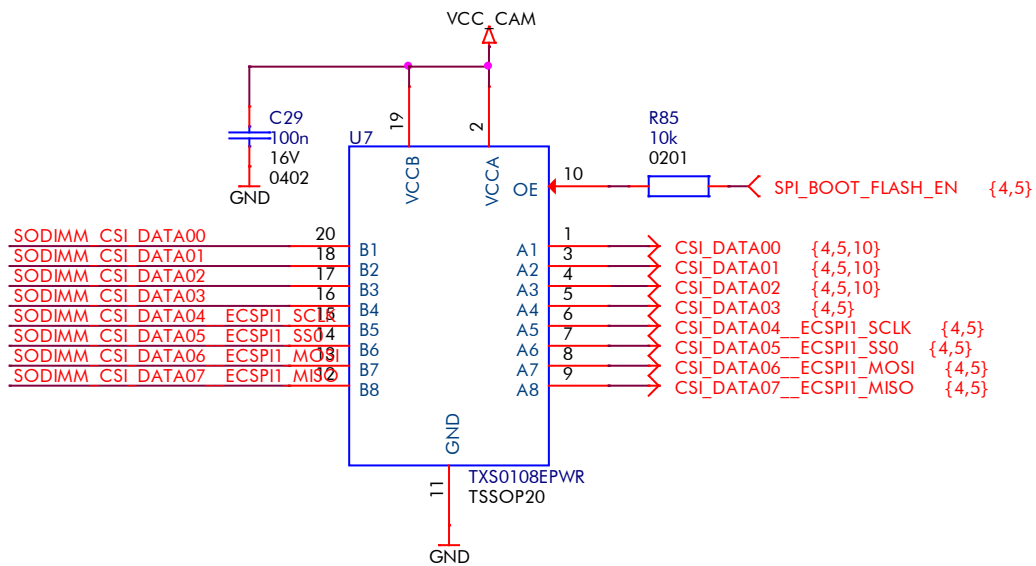 VCC_CAM
C29
100n
16V
0402
GND
U7
19
2
VCCB
VCCA
OE
10
R85
10k
0201
SPI_BOOT_FLASH_EN {4,5}
SODIMM_CSI_DATA00 20 B1 A1 1 CSI_DATA00 {4,5,10}
SODIMM_CSI_DATA01 18 B2 A2 3 CSI_DATA01 {4,5,10}
SODIMM_CSI_DATA02 17 B3 A3 4 CSI_DATA02 {4,5,10}
SODIMM_CSI_DATA03 16 B4 A4 5 CSI_DATA03 {4,5}
SODIMM_CSI_DATA04__ECSPI1_SCLK 15 B5 A5 6 CSI_DATA04__ECSPI1_SCLK {4,5}
SODIMM_CSI_DATA05__ECSPI1_SS0 14 B6 A6 7 CSI_DATA05__ECSPI1_SS0 {4,5}
SODIMM_CSI_DATA06__ECSPI1_MOSI 13 B7 A7 8 CSI_DATA06__ECSPI1_MOSI {4,5}
SODIMM_CSI_DATA07__ECSPI1_MISO 12 B8 A8 9 CSI_DATA07__ECSPI1_MISO {4,5}
GND
11
TXS0108EPWR
TSSOP20
GND